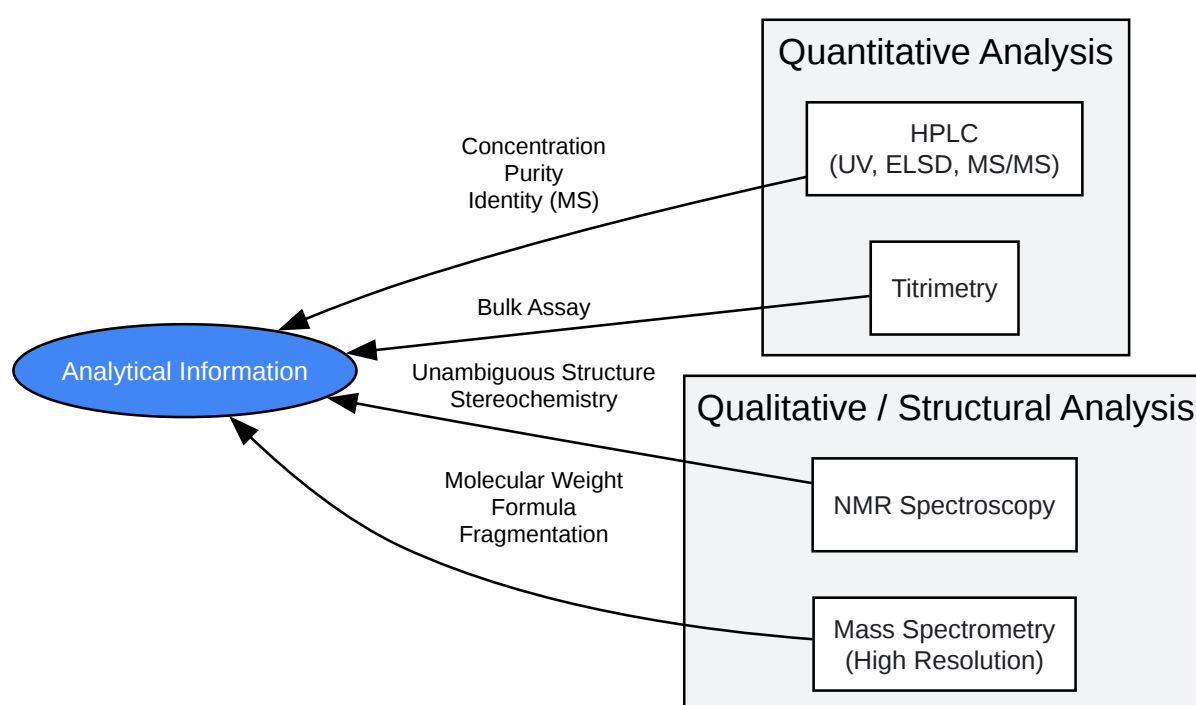 Quantitative Analysis
HPLC
(UV, ELSD, MS/MS)
Concentration
Purity
Identity (MS)
Titrimetry
Bulk Assay
Analytical Information
Unambiguous Structure
Stereochemistry
Qualitative / Structural Analysis
Molecular Weight
Formula
Fragmentation
NMR Spectroscopy
Mass Spectrometry
(High Resolution)